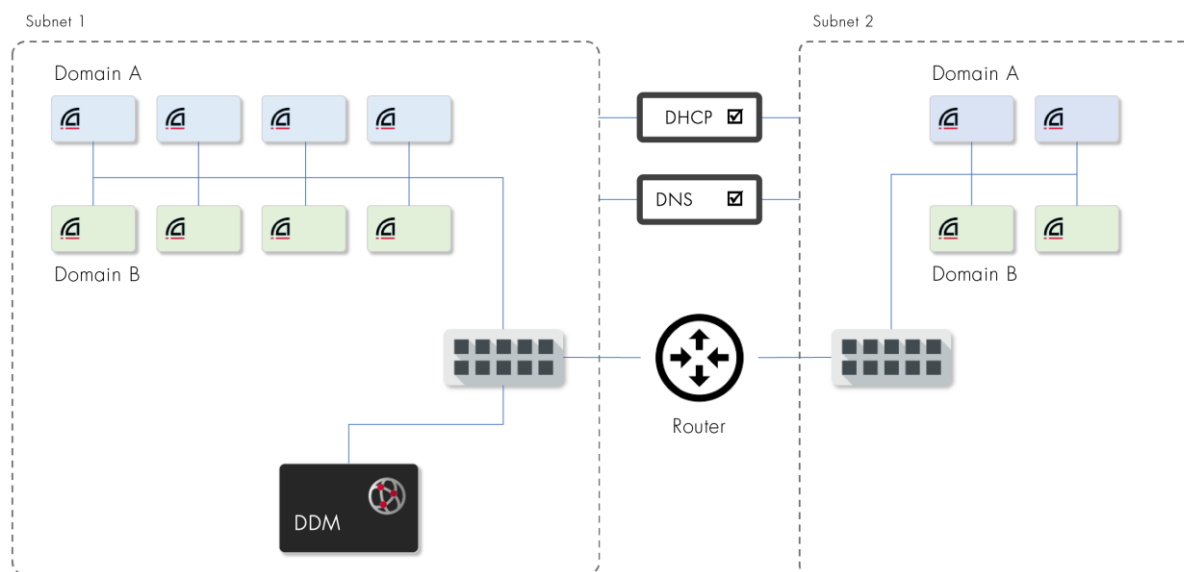 Subnet 1
Subnet 2
Domain A
Domain A
DHCP
DNS
Domain B
Domain B
Router
DDM